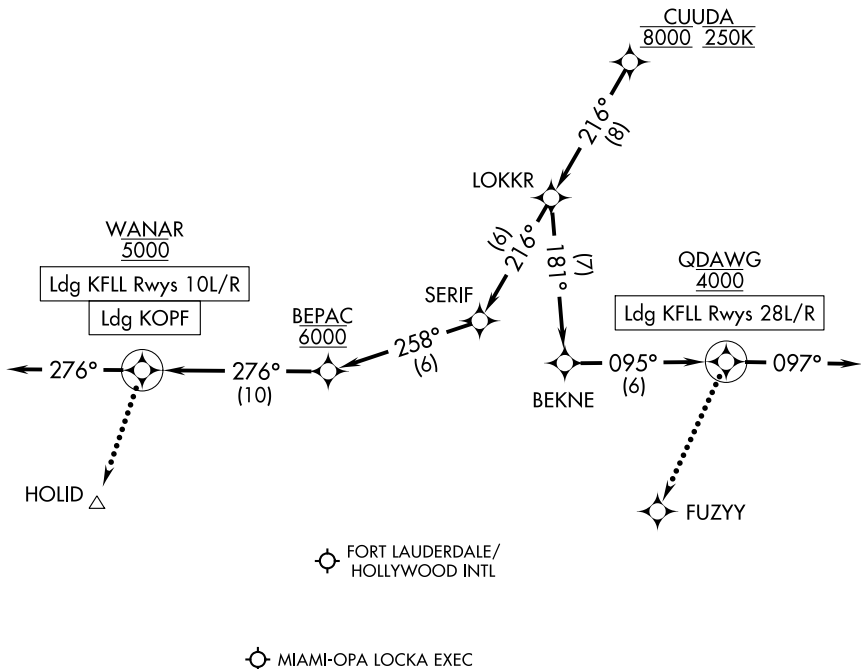 CUUDA
8000 250K
216°
(8)
LOKKR
WANAR
5000
Ldg KFLL Rwys 10L/R
Ldg KOPF
(6)
216°
(7)
181°
QDAWG
4000
Ldg KFLL Rwys 28L/R
SERIF
BEPAC
6000
258°
(6)
276°
276°
(10)
095°
(6)
097°
BEKNE
HOLID
FUZYY
FORT LAUDERDALE/
HOLLYWOOD INTL
MIAMI-OPA LOCKA EXEC